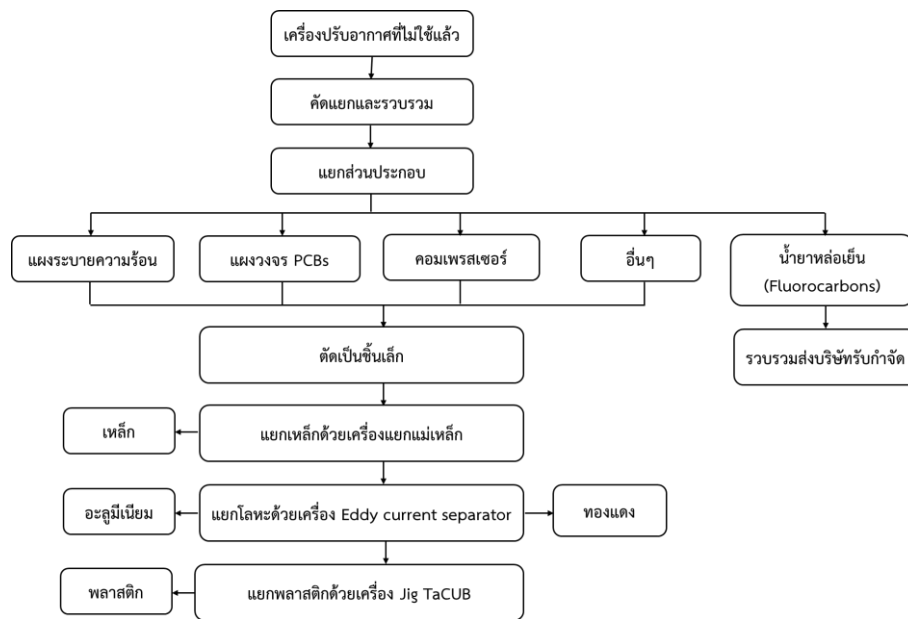 เครื่องปรับอากาศที่ไม่ใช้แล้ว
คัดแยกและรวบรวม
แยกส่วนประกอบ
แผงระบายความร้อน
แผงวงจร PCBs
คอมเพรสเซอร์
อื่นๆ
น้ำยาหล่อเย็น
(Fluorocarbons)
ตัดเป็นชิ้นเล็ก
รวบรวมส่งบริษัทรับกำจัด
เหล็ก
แยกเหล็กด้วยเครื่องแยกแม่เหล็ก
อะลูมีเนียม
แยกโลหะด้วยเครื่อง Eddy current separator
ทองแดง
พลาสติก
แยกพลาสติกด้วยเครื่อง Jig TaCUB